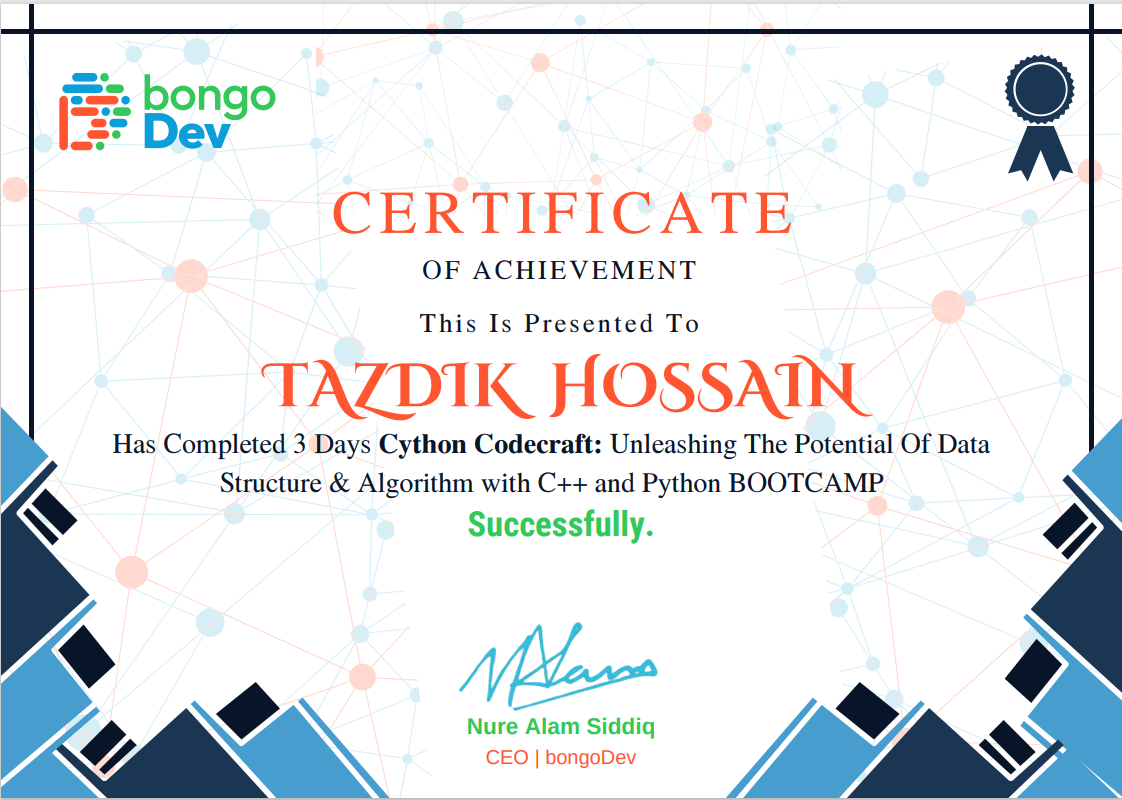 bongo
Dev
CERTIFICATE
OF ACHIEVEMENT
This Is Presented To
TAZDIK HOSSAIN
Has Completed 3 Days Cython Codecraft: Unleashing The Potential Of Data
Structure & Algorithm with C++ and Python BOOTCAMP
Successfully.
NAlams
Nure Alam Siddiq
CEO | bongoDev